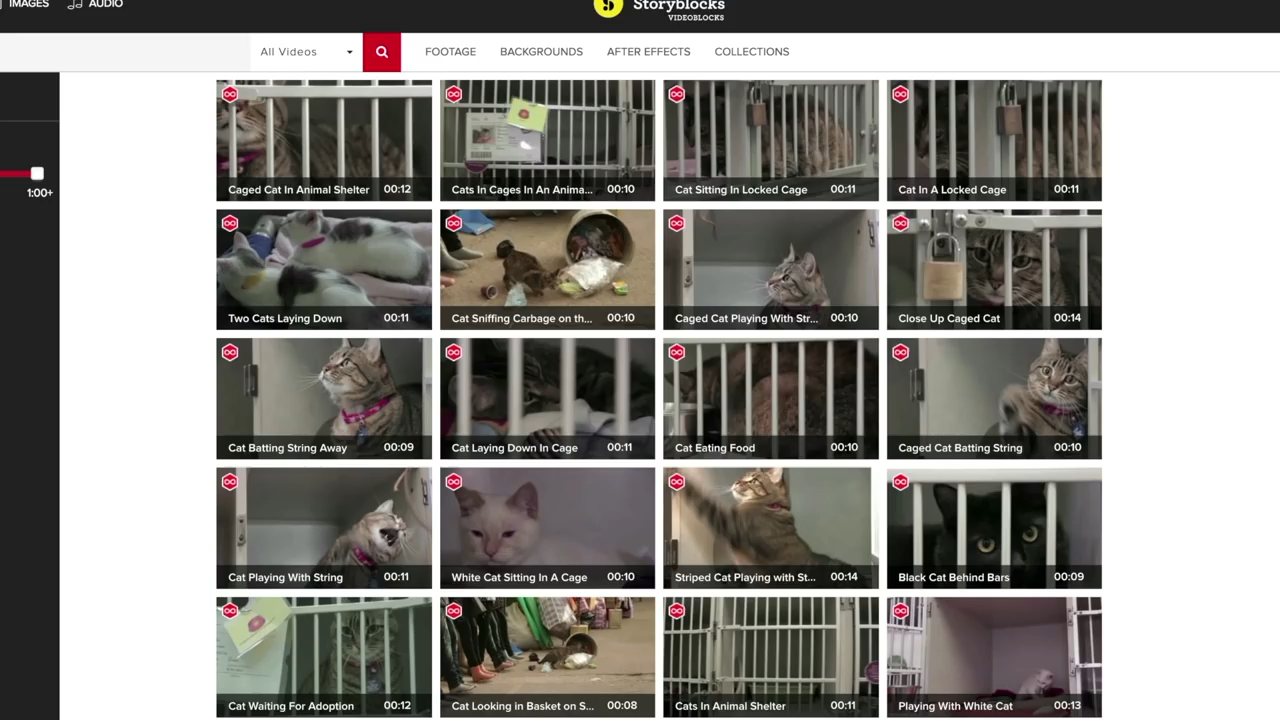 IMAGES
AUDIO
Storyblocks
VIDEOBLOCKS
All Videos
FOOTAGE
BACKGROUNDS
AFTER EFFECTS
COLLECTIONS
1:00+
Caged Cat In Animal Shelter 00:12
Cats In Cages In An Anima... 00:10
Cat Sitting In Locked Cage 00:11
Cat In A Locked Cage 00:11
Two Cats Laying Down 00:11
Cat Sniffing Carbage on th... 00:10
Caged Cat Playing With Str... 00:10
Close Up Caged Cat 00:14
Cat Batting String Away 00:09
Cat Laying Down In Cage 00:11
Cat Eating Food 00:10
Caged Cat Batting String 00:10
Cat Playing With String 00:11
White Cat Sitting In A Cage 00:10
Striped Cat Playing with St... 00:14
Black Cat Behind Bars 00:09
Cat Waiting For Adoption 00:12
Cat Looking in Basket on S... 00:08
Cats In Animal Shelter 00:11
Playing With White Cat 00:13